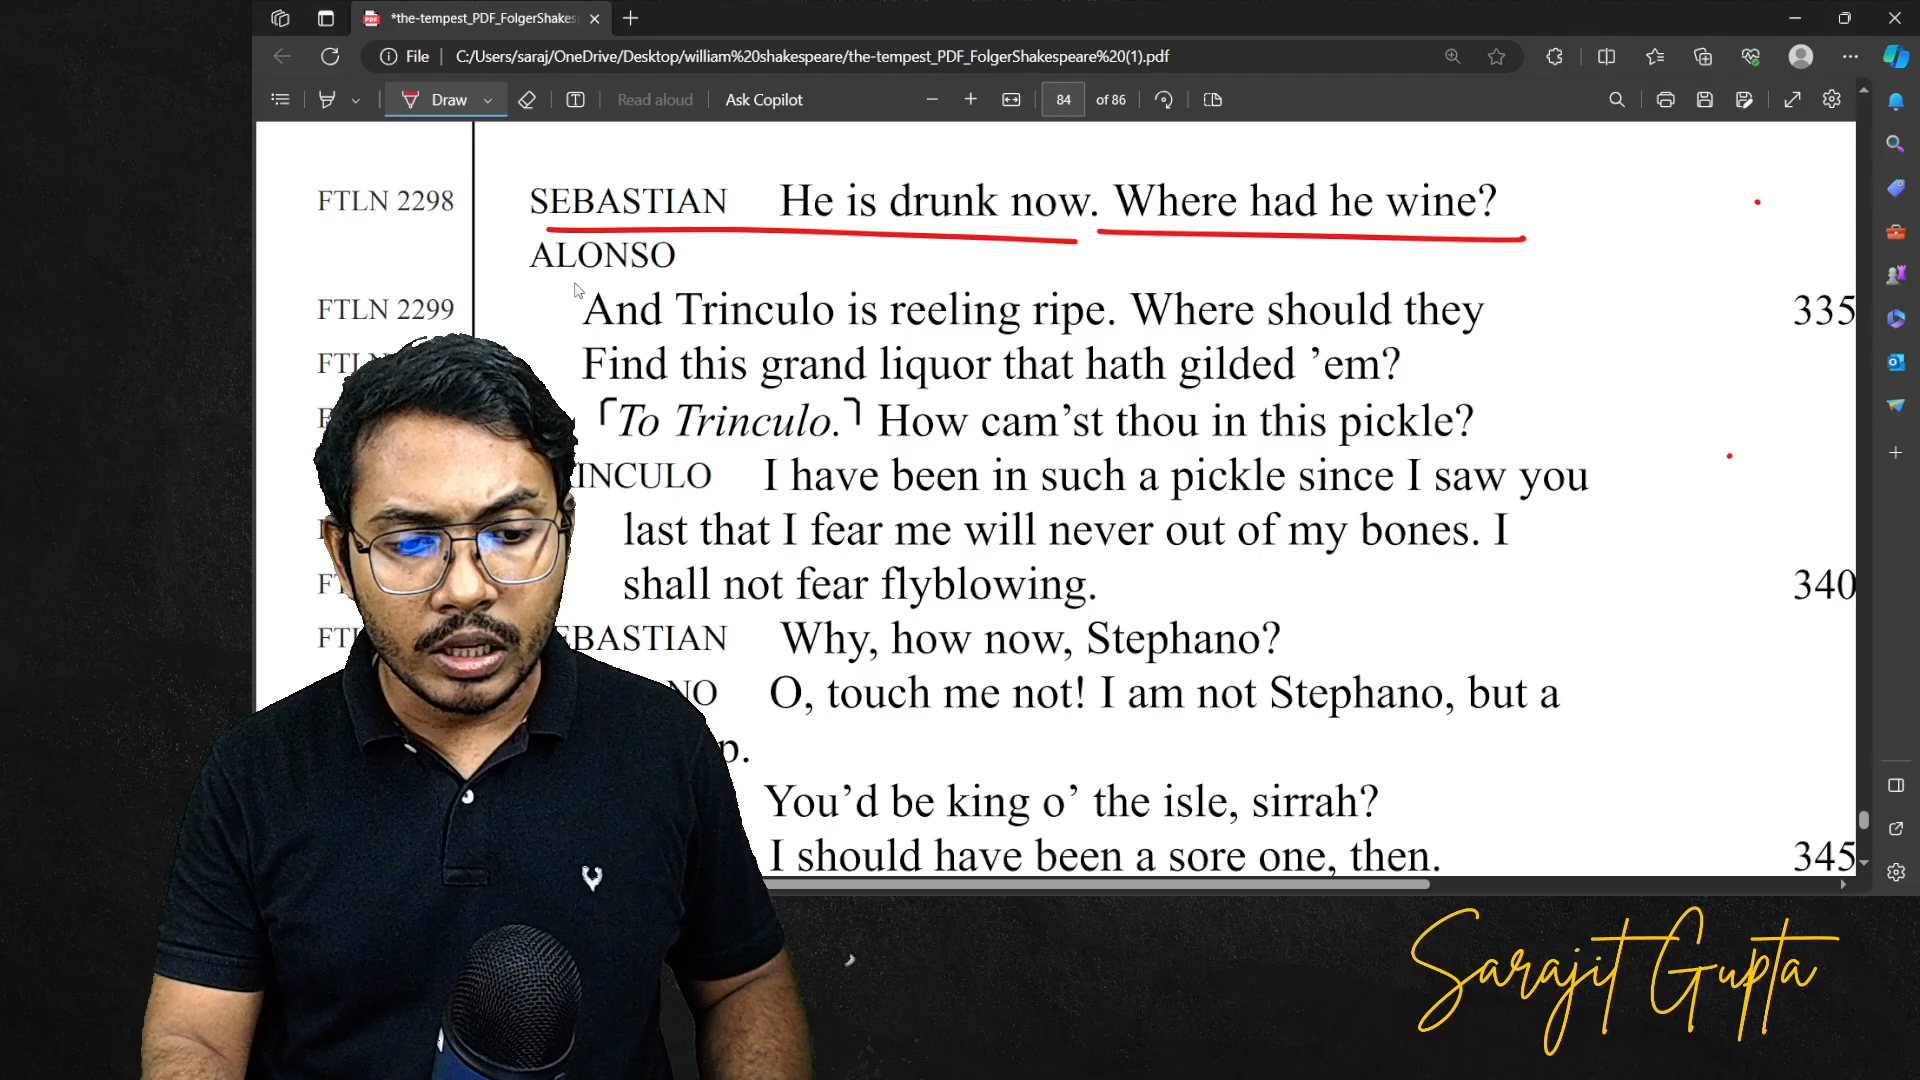 *the-tempest_PDF_FolgerShakes
File
C:/Users/saraj/OneDrive/Desktop/william%20shakespeare/the-tempest_PDF_FolgerShakespeare%20(1).pdf
Draw
Read aloud
Ask Copilot
84 of 86
FTLN 2298 SEBASTIAN He is drunk now. Where had he wine?
ALONSO
FTLN 2299 And Trinculo is reeling ripe. Where should they 335
Find this grand liquor that hath gilded ’em?
⌜To Trinculo.⌝ How cam’st thou in this pickle?
INCULO I have been in such a pickle since I saw you
last that I fear me will never out of my bones. I
shall not fear flyblowing. 340
EBASTIAN Why, how now, Stephano?
NO O, touch me not! I am not Stephano, but a
p.
You’d be king o’ the isle, sirrah?
I should have been a sore one, then. 345
Sarajit Gupta